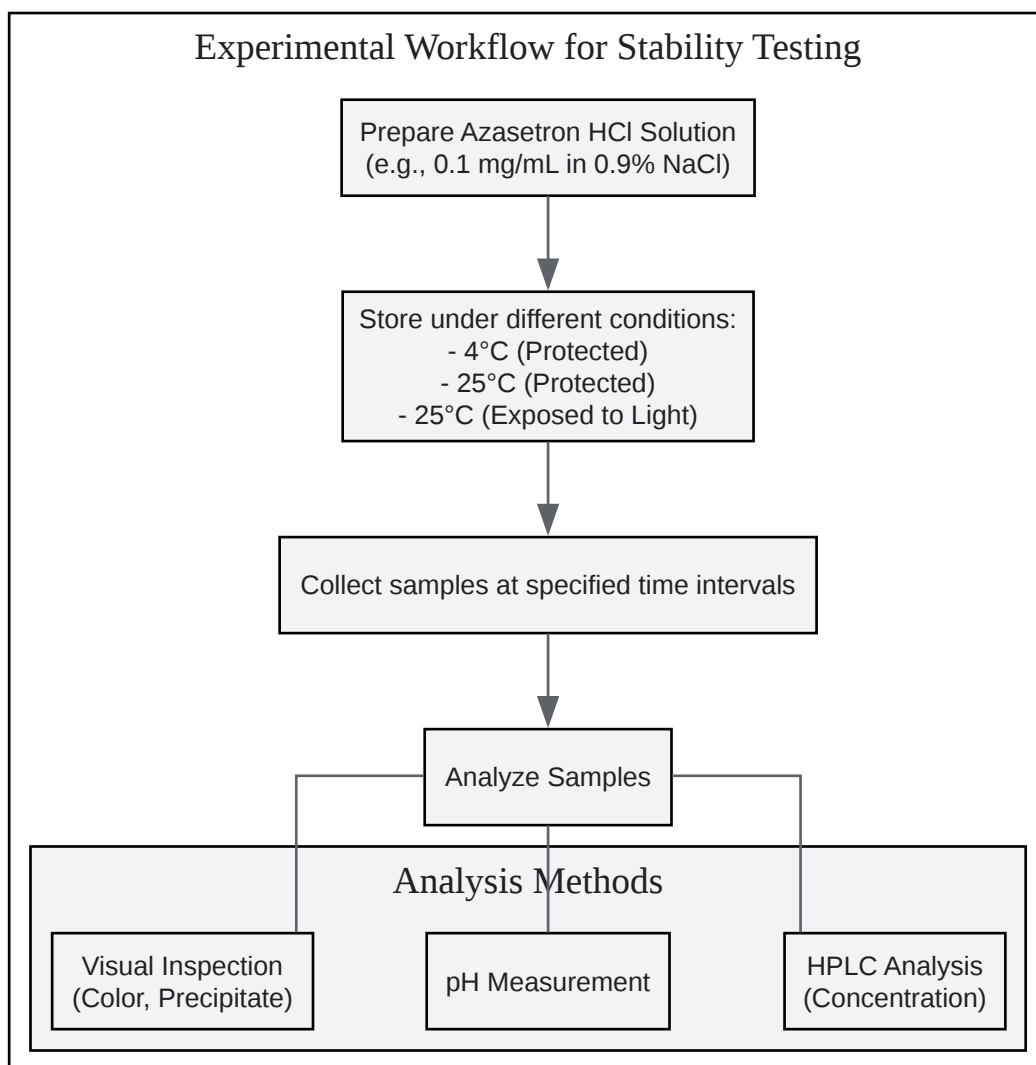 Experimental Workflow for Stability Testing
Prepare Azasetron HCl Solution
(e.g., 0.1 mg/mL in 0.9% NaCl)
Store under different conditions:
- 4°C (Protected)
- 25°C (Protected)
- 25°C (Exposed to Light)
Collect samples at specified time intervals
Analyze Samples
Analysis Methods
Visual Inspection
(Color, Precipitate)
pH Measurement
HPLC Analysis
(Concentration)